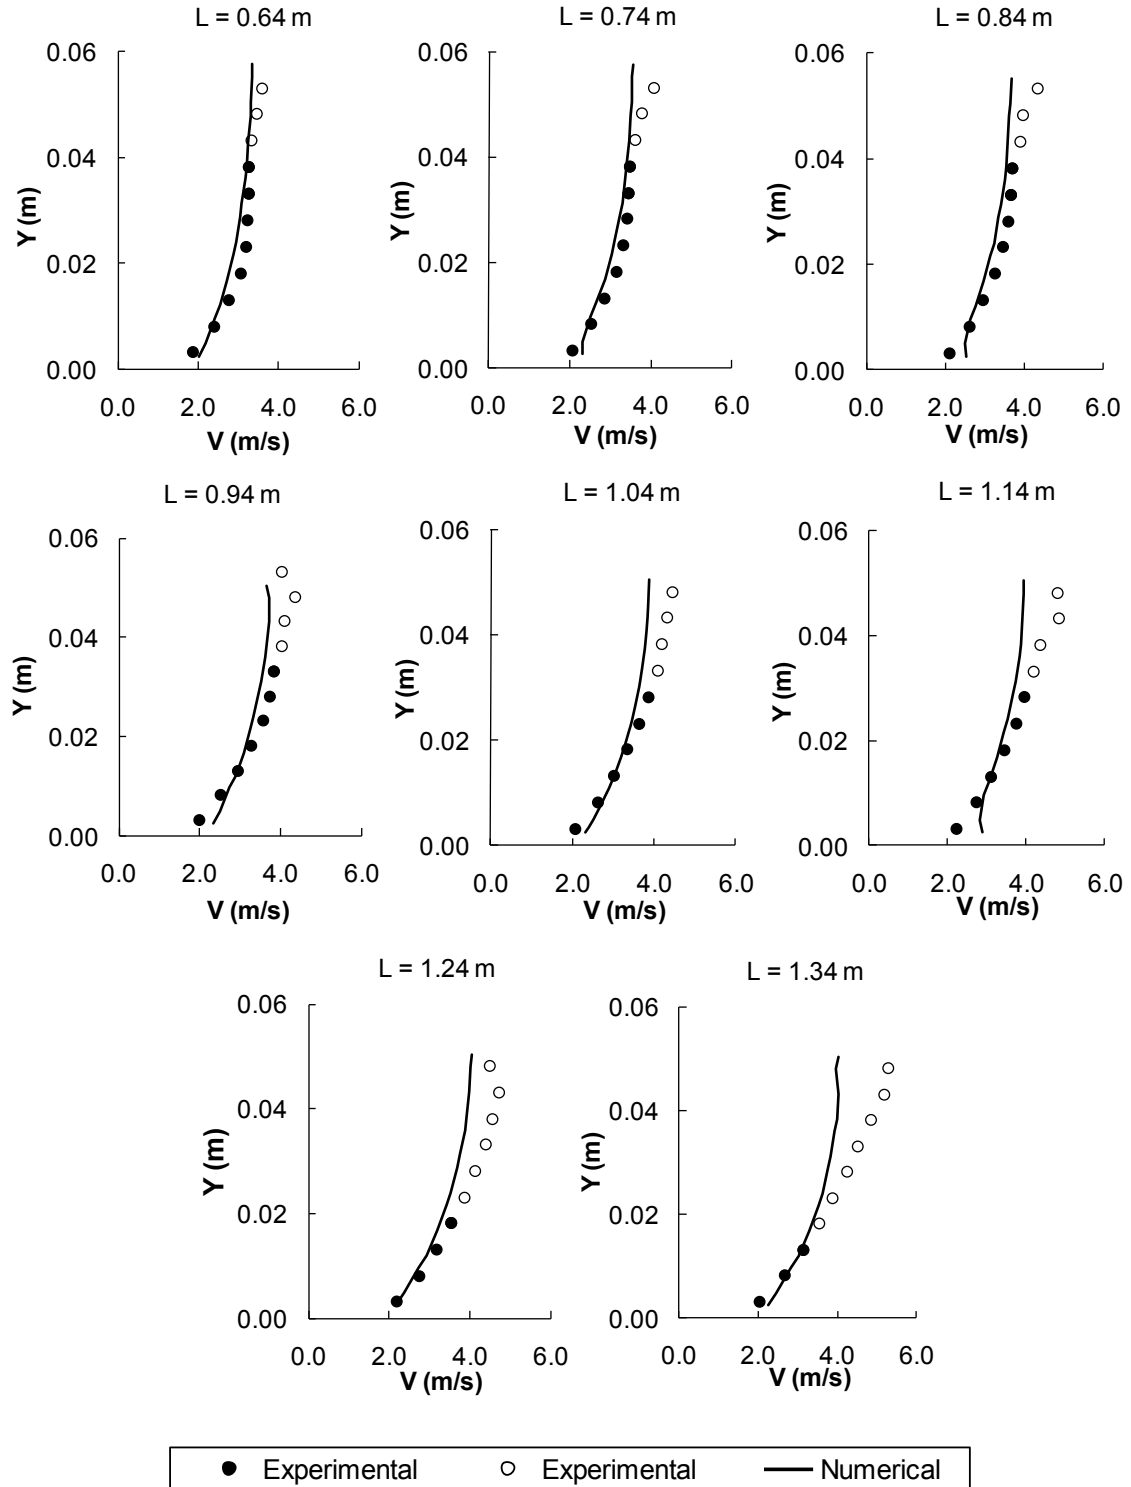 L = 0.64 m
0.06
0.04
0.02
0.00
Y (m)
0.0 2.0 4.0 6.0
V (m/s)
L = 0.74 m
0.06
0.04
0.02
0.00
Y (m)
0.0 2.0 4.0 6.0
V (m/s)
L = 0.84 m
0.06
0.04
0.02
0.00
Y (m)
0.0 2.0 4.0 6.0
V (m/s)
L = 0.94 m
0.06
0.04
0.02
0.00
Y (m)
0.0 2.0 4.0 6.0
V (m/s)
L = 1.04 m
0.06
0.04
0.02
0.00
Y (m)
0.0 2.0 4.0 6.0
V (m/s)
L = 1.14 m
0.06
0.04
0.02
0.00
Y (m)
0.0 2.0 4.0 6.0
V (m/s)
L = 1.24 m
0.06
0.04
0.02
0.00
Y (m)
0.0 2.0 4.0 6.0
V (m/s)
L = 1.34 m
0.06
0.04
0.02
0.00
Y (m)
0.0 2.0 4.0 6.0
V (m/s)
Experimental Experimental Numerical